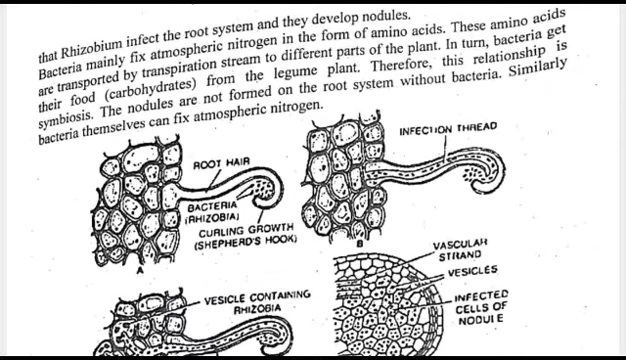 that Rhizobium infect the root system and they develop nodules.
Bacteria mainly fix atmospheric nitrogen in the form of amino acids. These amino acids
are transported by transpiration stream to different parts of the plant. In turn, bacteria get
their food (carbohydrates) from the legume plant. Therefore, this relationship is
symbiosis. The nodules are not formed on the root system without bacteria. Similarly
bacteria themselves can fix atmospheric nitrogen.
ROOT HAIR
BACTERIA
(RHIZOBIA)
CURLING GROWTH
(SHEPHERD'S HOOK)
A
INFECTION THREAD
B
VESICLE CONTAINING
RHIZOBIA
VASCULAR
STRAND
VESICLES
INFECTED
CELLS OF
NODULE